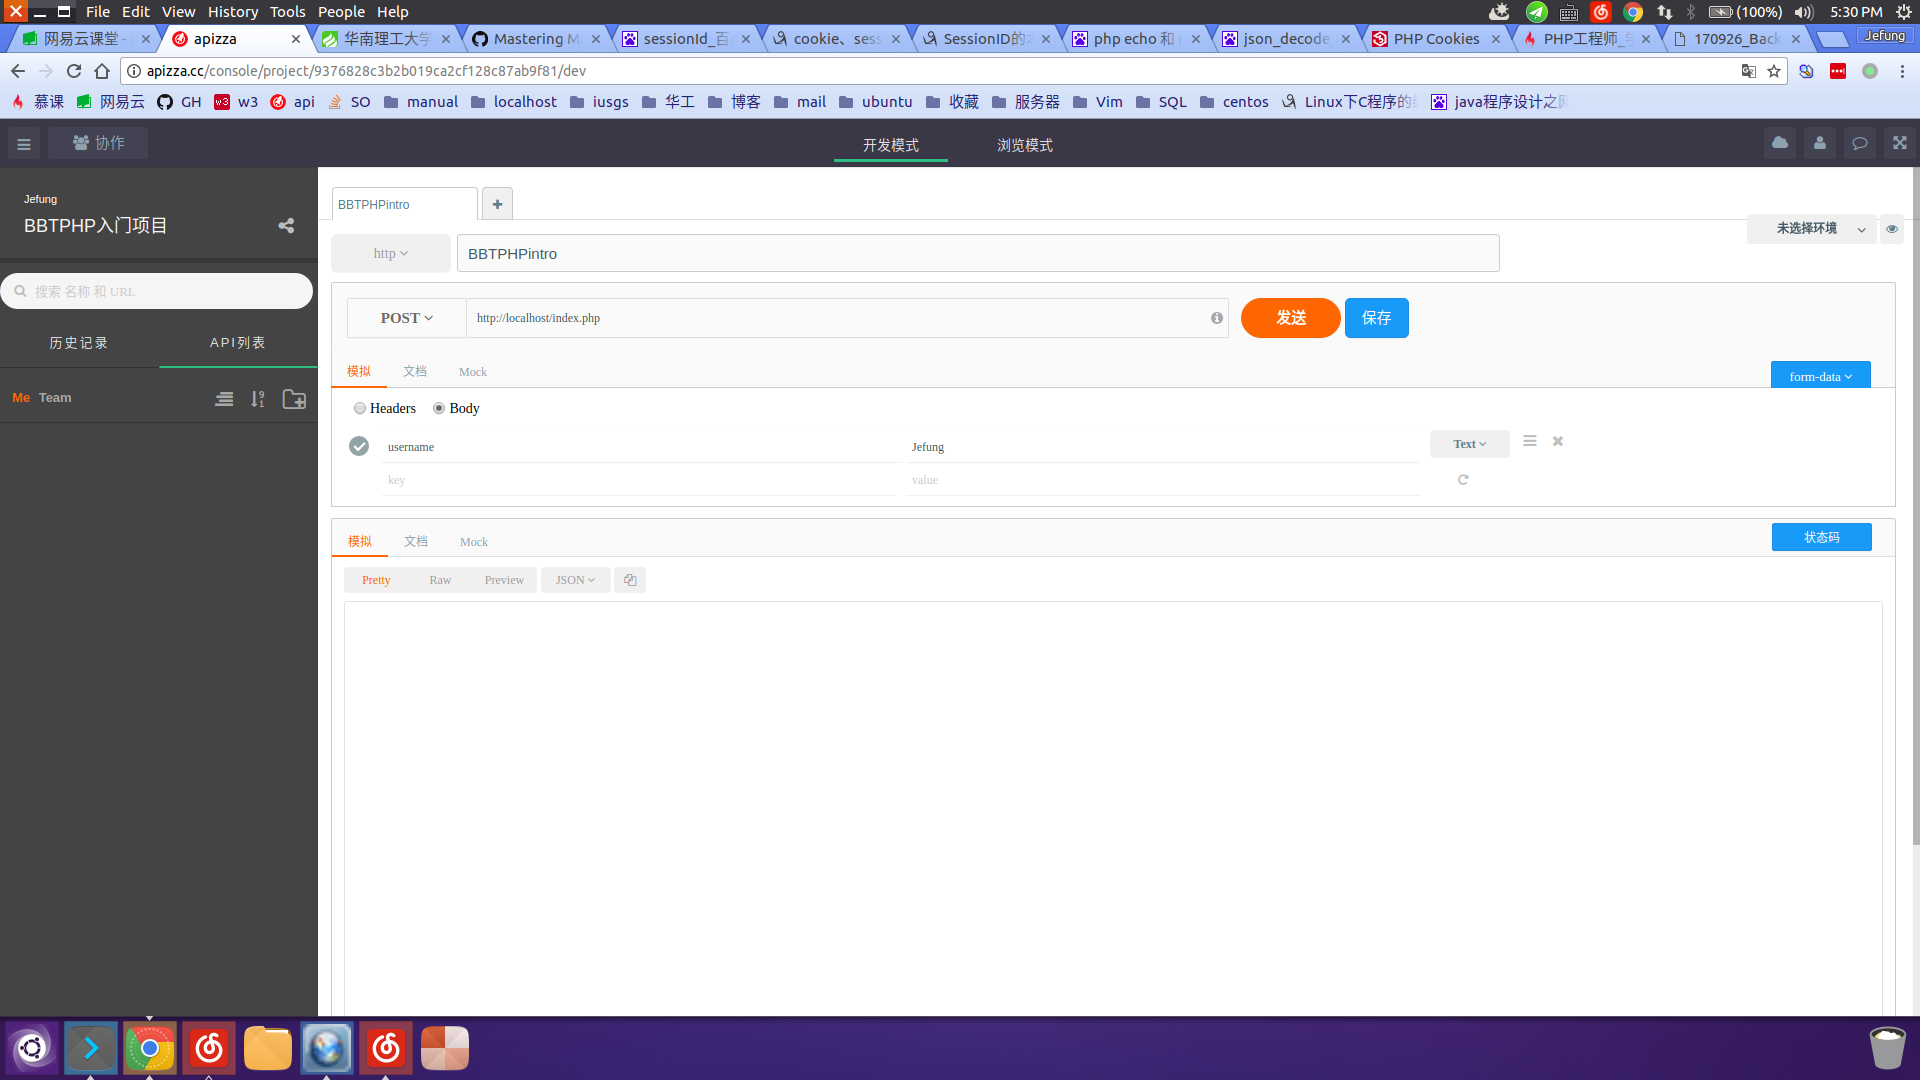 File Edit View History Tools People Help (100%) 5:30 PM
网易云课堂 - apizza 华南理工大学 Mastering Ma sessionId_百 cookie、sess SessionID的 php echo 和 json_decode PHP Cookies PHP工程师_ 170926_Back Jefung
apizza.cc/console/project/9376828c3b2b019ca2cf128c87ab9f81/dev
慕课 网易云 GH w3 api SO manual localhost iusgs 华工 博客 mail ubuntu 收藏 服务器 Vim SQL centos Linux下C程序的 java程序设计之网
协作 开发模式 浏览模式
Jefung
BBTPHP入门项目
搜索 名称 和 URL
历史记录 API列表
Me Team
BBTPHPintro
未选择环境
http BBTPHPintro
POST http://localhost/index.php 发送 保存
模拟 文档 Mock form-data
Headers Body
username Jefung Text
key value
模拟 文档 Mock 状态码
Pretty Raw Preview JSON